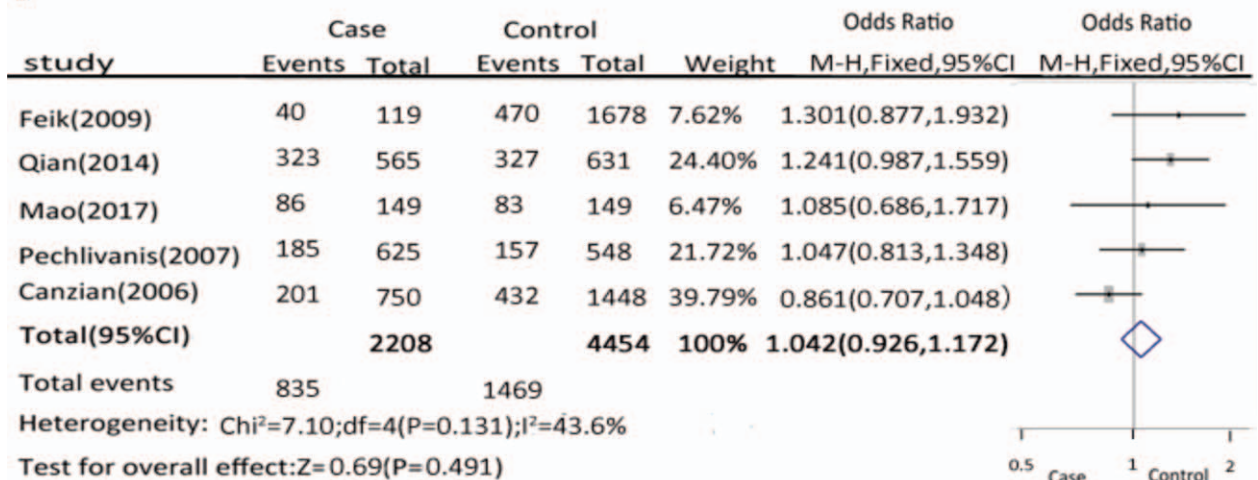 Case Control Odds Ratio Odds Ratio
study Events Total Events Total Weight M-H,Fixed,95%CI M-H,Fixed,95%CI
Feik(2009) 40 119 470 1678 7.62% 1.301(0.877,1.932)
Qian(2014) 323 565 327 631 24.40% 1.241(0.987,1.559)
Mao(2017) 86 149 83 149 6.47% 1.085(0.686,1.717)
Pechlivanis(2007) 185 625 157 548 21.72% 1.047(0.813,1.348)
Canzian(2006) 201 750 432 1448 39.79% 0.861(0.707,1.048)
Total(95%CI) 2208 4454 100% 1.042(0.926,1.172)
Total events 835 1469
Heterogeneity: Chi²=7.10;df=4(P=0.131);I²=43.6%
Test for overall effect:Z=0.69(P=0.491)
0.5 Case 1 Control 2